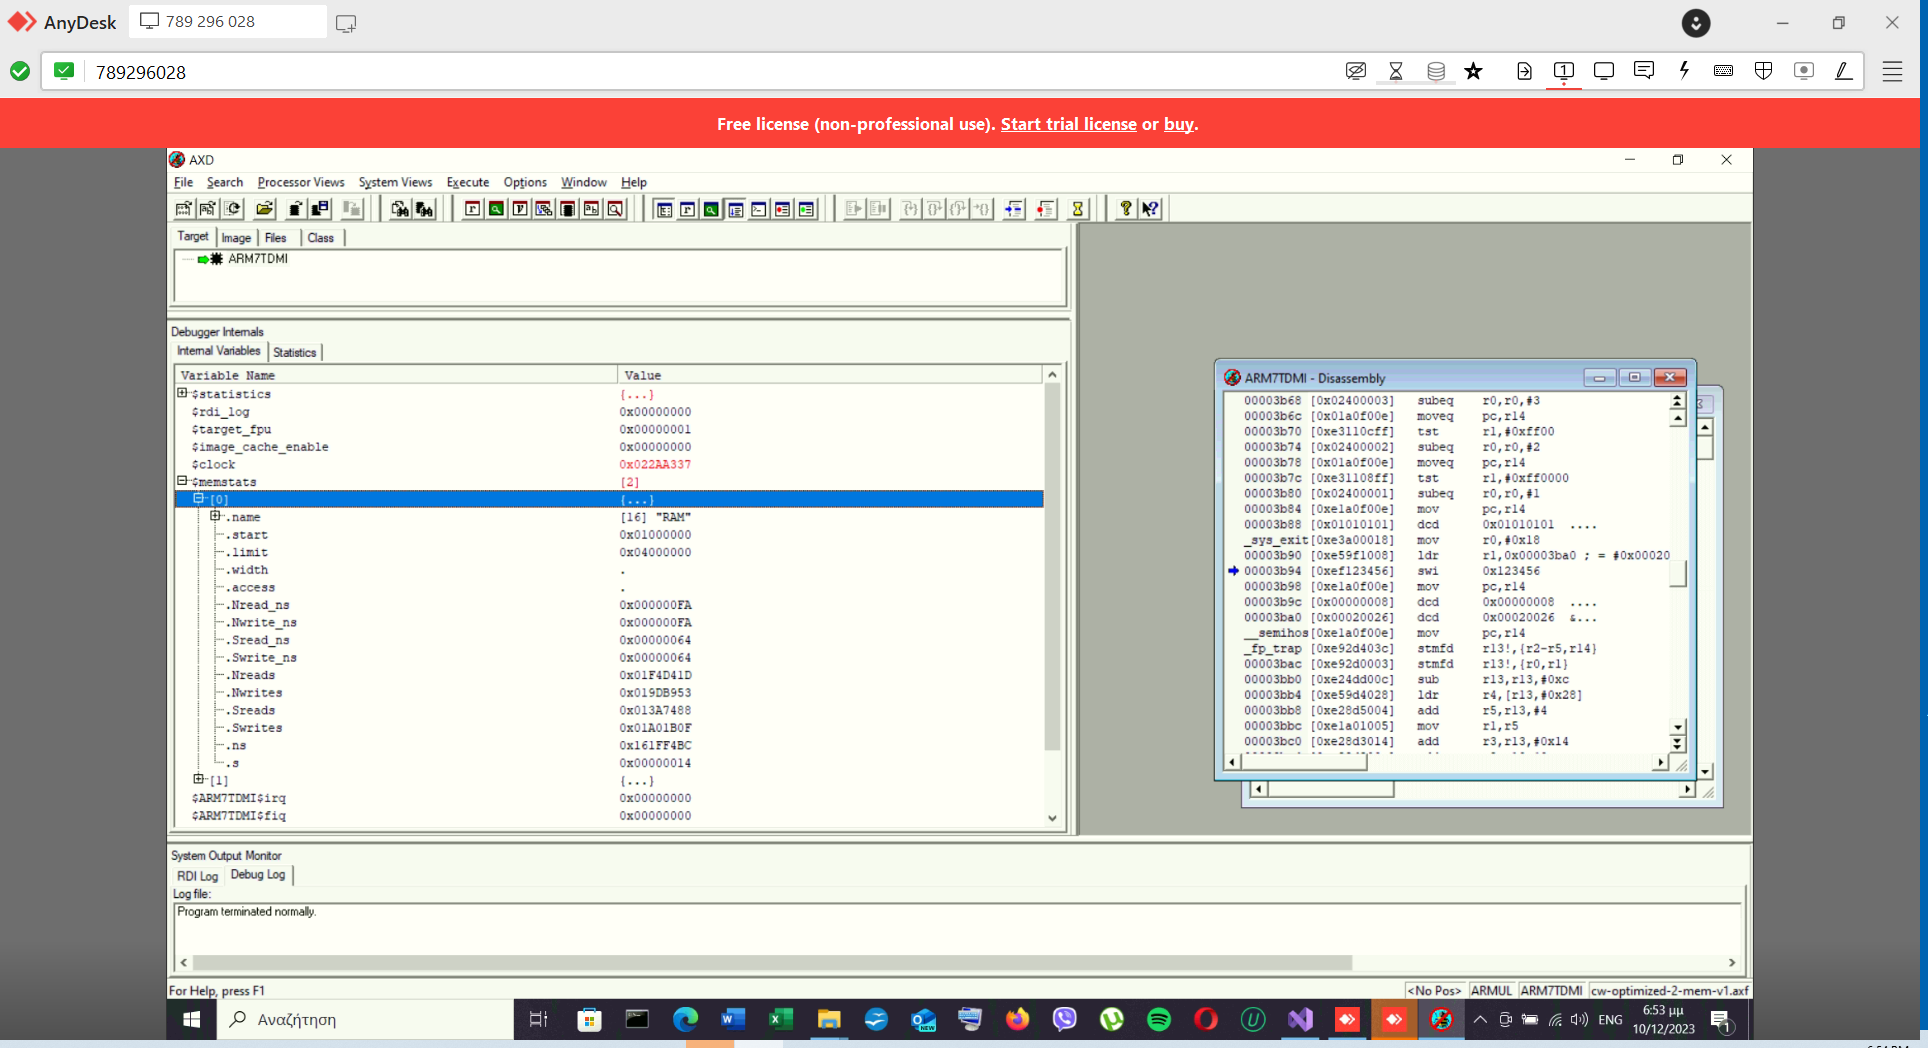 AnyDesk 789 296 028
789296028
Free license (non-professional use). Start trial license or buy.
AXD
File Search Processor Views System Views Execute Options Window Help
Target Image Files Class
ARM7TDMI
Debugger Internals
Internal Variables Statistics
Variable Name Value
$statistics {...}
$rdi_log 0x00000000
$target_fpu 0x00000001
$image_cache_enable 0x00000000
$clock 0x022AA337
$memstats [2]
[0] {...}
.name [16] "RAM"
.start 0x01000000
.limit 0x04000000
.width .
.access .
.Nread_ns 0x000000FA
.Nwrite_ns 0x000000FA
.Sread_ns 0x00000064
.Swrite_ns 0x00000064
.Nreads 0x01F4D41D
.Nwrites 0x019DB953
.Sreads 0x013A7488
.Swrites 0x01A01B0F
.ns 0x161FF4BC
.s 0x00000014
[1] {...}
$ARM7TDMI$irq 0x00000000
$ARM7TDMI$fiq 0x00000000
ARM7TDMI - Disassembly
00003b68 [0x02400003] subeq r0,r0,#3
00003b6c [0x01a0f00e] moveq pc,r14
00003b70 [0xe3110cff] tst r1,#0xff00
00003b74 [0x02400002] subeq r0,r0,#2
00003b78 [0x01a0f00e] moveq pc,r14
00003b7c [0xe31108ff] tst r1,#0xff0000
00003b80 [0x02400001] subeq r0,r0,#1
00003b84 [0xe1a0f00e] mov pc,r14
00003b88 [0x01010101] dcd 0x01010101 ....
_sys_exit[0xe3a00018] mov r0,#0x18
00003b90 [0xe59f1008] ldr r1,0x00003ba0 ; = #0x00020
00003b94 [0xef123456] swi 0x123456
00003b98 [0xe1a0f00e] mov pc,r14
00003b9c [0x00000008] dcd 0x00000008 ....
00003ba0 [0x00020026] dcd 0x00020026 &...
__semihos[0xe1a0f00e] mov pc,r14
_fp_trap [0xe92d403c] stmfd r13!,{r2-r5,r14}
00003bac [0xe92d0003] stmfd r13!,{r0,r1}
00003bb0 [0xe24dd00c] sub r13,r13,#0xc
00003bb4 [0xe59d4028] ldr r4,[r13,#0x28]
00003bb8 [0xe28d5004] add r5,r13,#4
00003bbc [0xe1a01005] mov r1,r5
00003bc0 [0xe28d3014] add r3,r13,#0x14
System Output Monitor
RDI Log Debug Log
Log file:
Program terminated normally.
For Help, press F1
<No Pos> ARMUL ARM7TDMI cw-optimized-2-mem-v1.axf
Αναζήτηση
ENG
6:53 μμ
10/12/2023
1